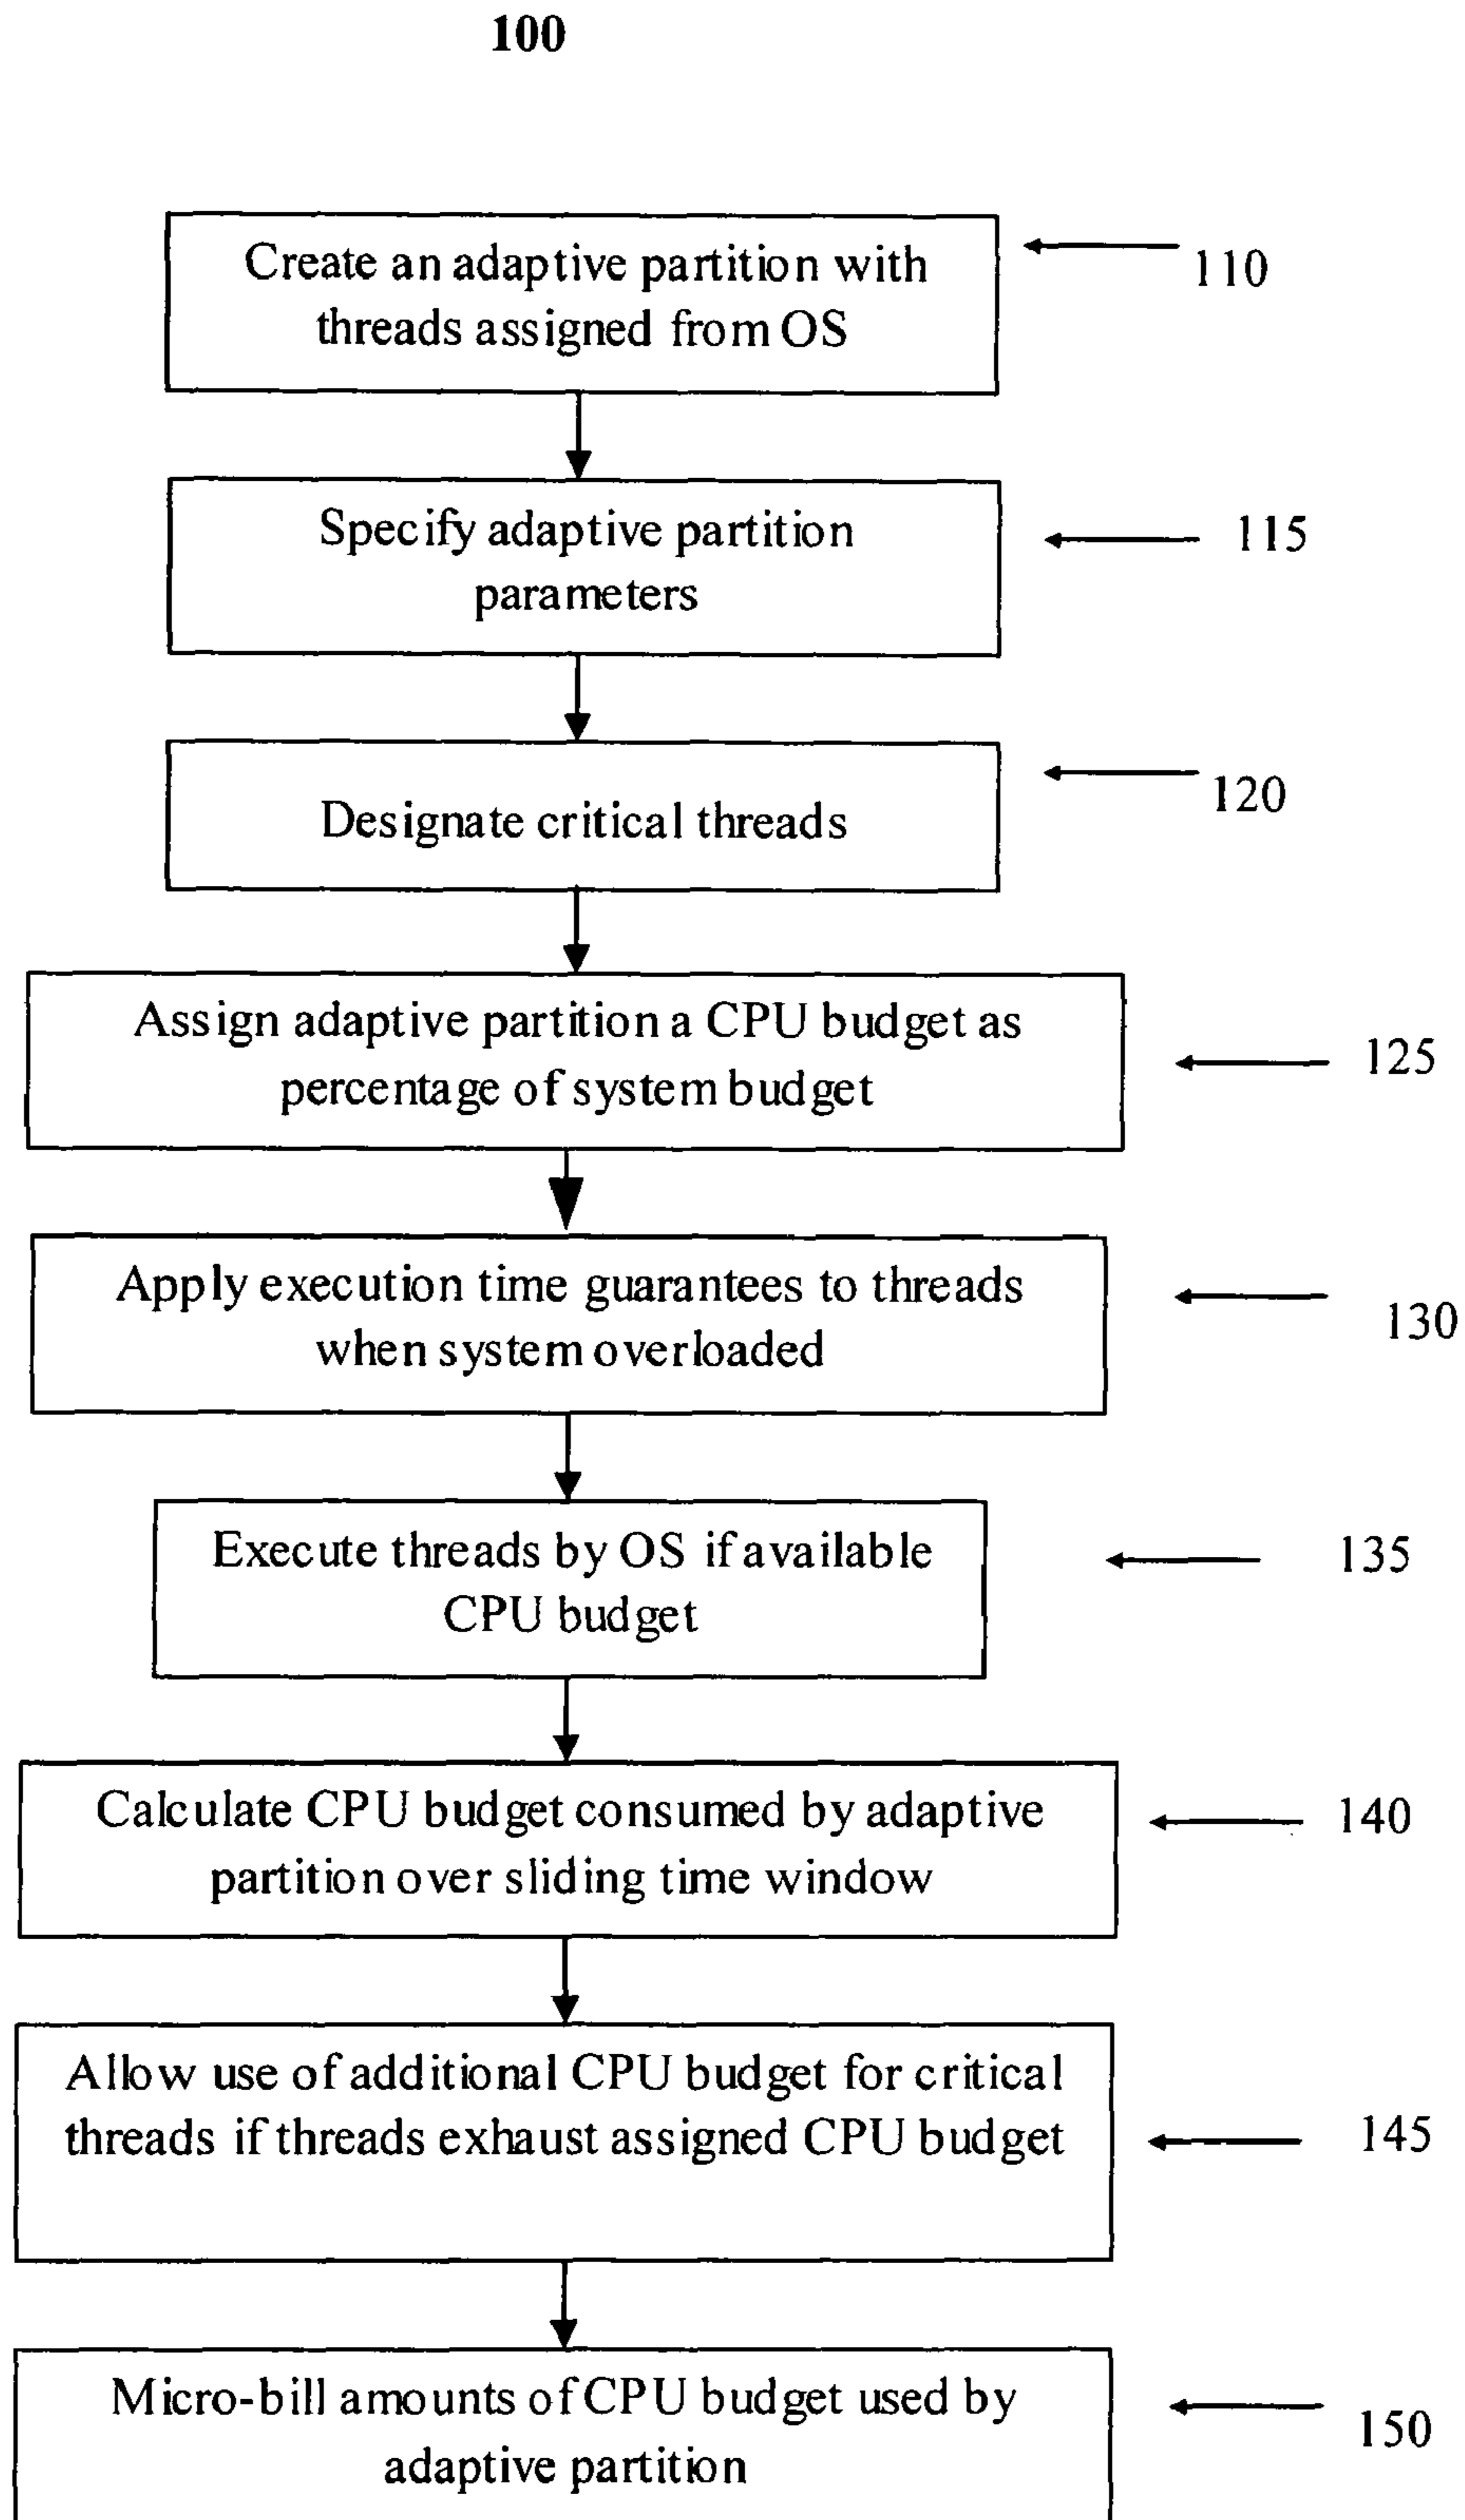 100
Create an adaptive partition with
threads assigned from OS
110
Specify adaptive partition
parameters
115
Designate critical threads
120
Assign adaptive partition a CPU budget as
percentage of system budget
125
Apply execution time guarantees to threads
when system overloaded
130
Execute threads by OS if available
CPU budget
135
Calculate CPU budget consumed by adaptive
partition over sliding time window
140
Allow use of additional CPU budget for critical
threads if threads exhaust assigned CPU budget
145
Micro-bill amounts of CPU budget used by
adaptive partition
150